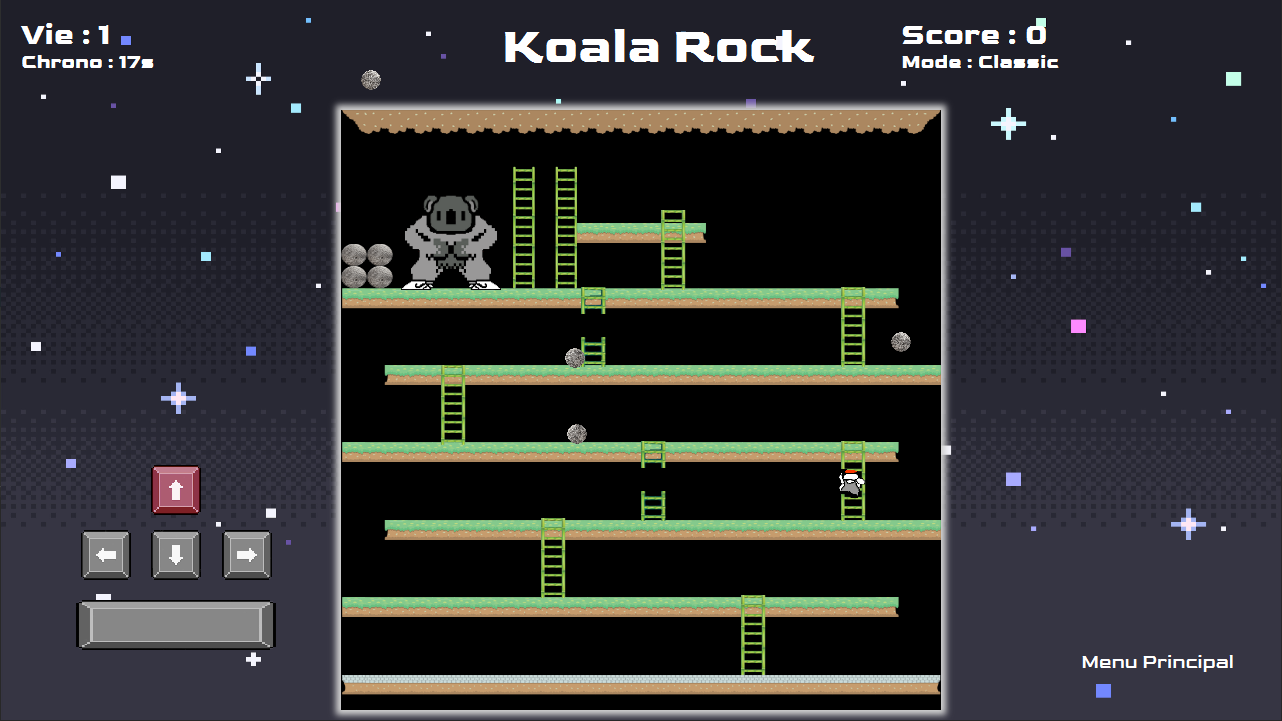 Vie : 1
Chrono : 17s
Koala Rock
Score : 0
Mode : Classic
Menu Principal